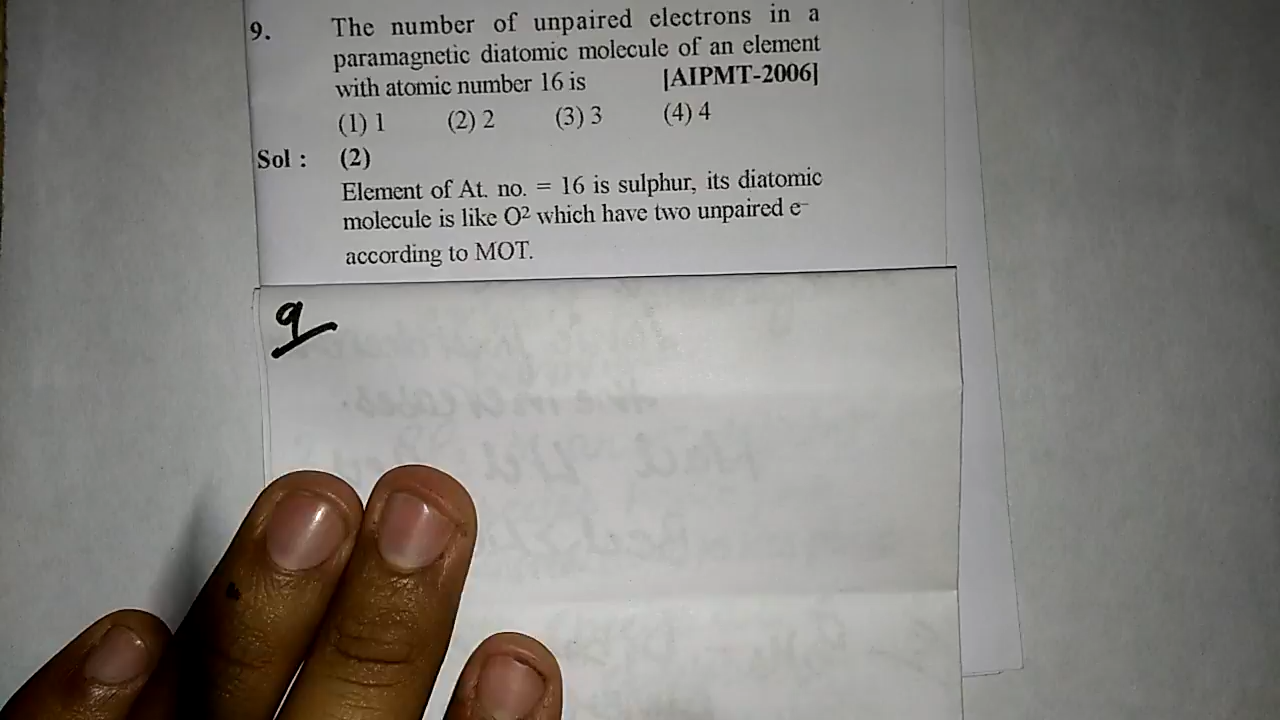 9. The number of unpaired electrons in a
paramagnetic diatomic molecule of an element
with atomic number 16 is [AIPMT-2006]
(1) 1 (2) 2 (3) 3 (4) 4
Sol : (2)
Element of At. no. = 16 is sulphur, its diatomic
molecule is like O² which have two unpaired e⁻
according to MOT.
9